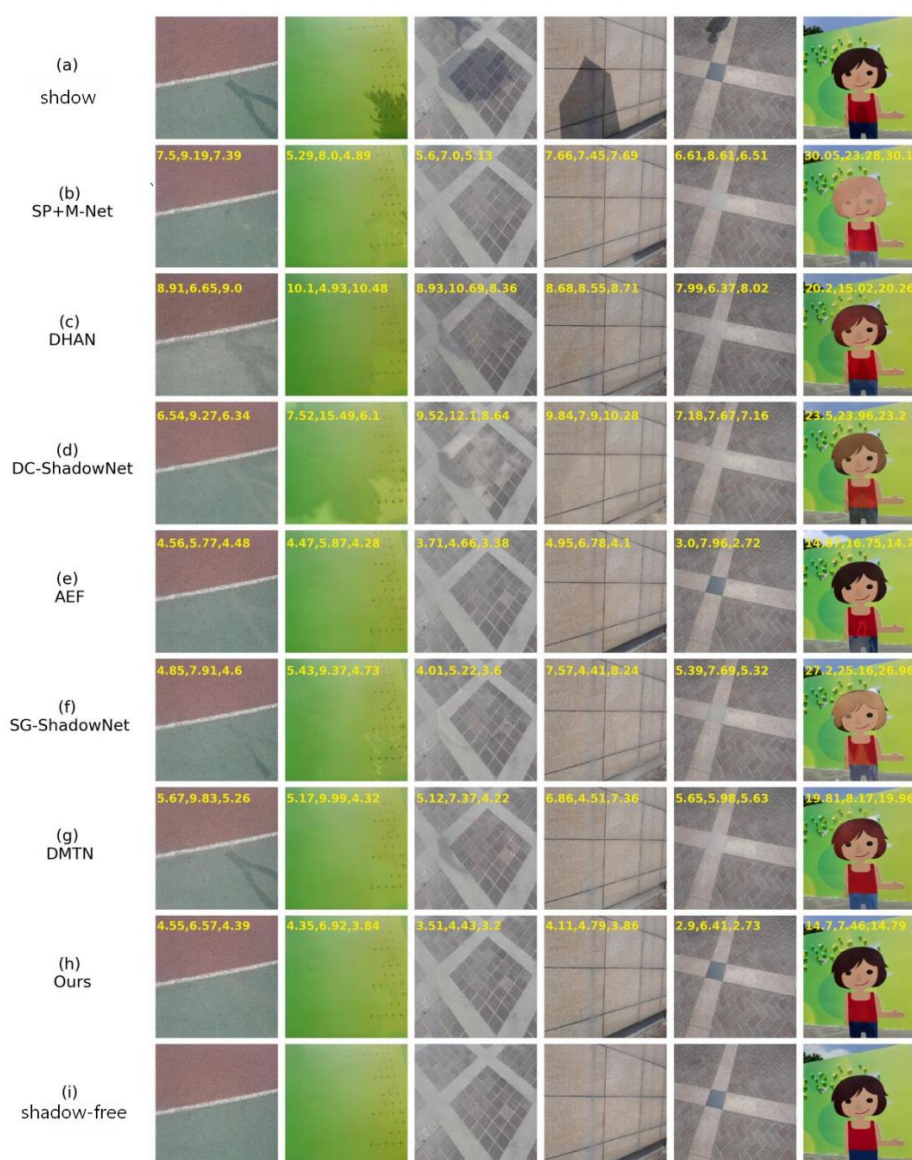 (a)
shdow
7.5,9.19,7.39
5.29,8.0,4.89
5.6,7.0,5.13
7.66,7.45,7.69
6.61,8.61,6.51
30.05,23.28,30.1
(b)
SP+M-Net
8.91,6.65,9.0
10.1,4.93,10.48
8.93,10.69,8.36
8.68,8.55,8.71
7.99,6.37,8.02
20.2,15.02,20.26
(c)
DHAN
6.54,9.27,6.34
7.52,15.49,6.1
9.52,12.1,8.64
9.84,7.9,10.28
7.18,7.67,7.16
23.5,23.96,23.2
(d)
DC-ShadowNet
4.56,5.77,4.48
4.47,5.87,4.28
3.71,4.66,3.38
4.95,6.78,4.1
3.0,7.96,2.72
(e)
AEF
4.85,7.91,4.6
5.43,9.37,4.73
4.01,5.22,3.6
7.57,4.41,8.24
5.39,7.69,5.32
27.2,25.16,26.96
(f)
SG-ShadowNet
5.67,9.83,5.26
5.17,9.99,4.32
5.12,7.37,4.22
6.86,4.51,7.36
5.65,5.98,5.63
19.81,8.17,19.96
(g)
DMTN
4.55,6.57,4.39
4.35,6.92,3.84
3.51,4.43,3.2
4.11,4.79,3.86
2.9,6.41,2.73
14.7,7.46,14.79
(h)
Ours
(i)
shadow-free